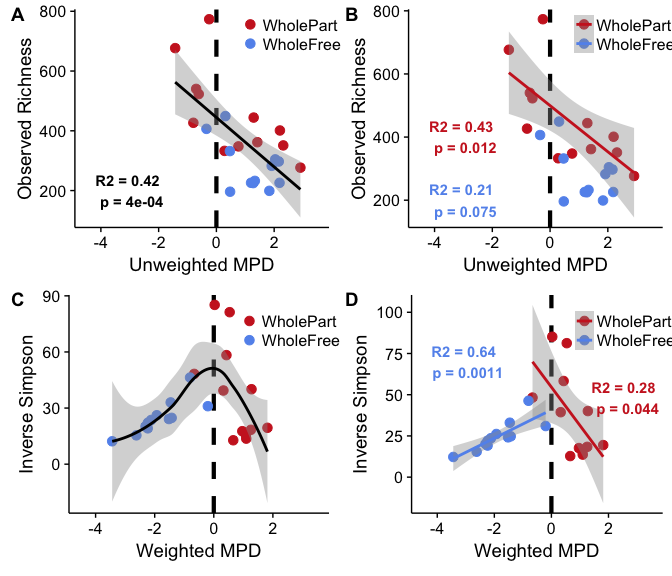 A
Observed Richness
800
600
400
200
WholePart
WholeFree
R2 = 0.42
p = 4e-04
-4 -2 0 2
Unweighted MPD
B
Observed Richness
800
600
400
200
WholePart
WholeFree
R2 = 0.43
p = 0.012
R2 = 0.21
p = 0.075
-4 -2 0 2
Unweighted MPD
C
Inverse Simpson
90
60
30
0
WholePart
WholeFree
-4 -2 0 2
Weighted MPD
D
Inverse Simpson
100
75
50
25
0
WholePart
WholeFree
R2 = 0.64
p = 0.0011
R2 = 0.28
p = 0.044
-4 -2 0 2
Weighted MPD